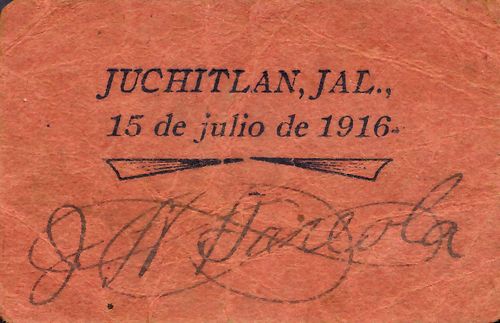 JUCHITLAN, JAL.,
15 de julio de 1916.
J N